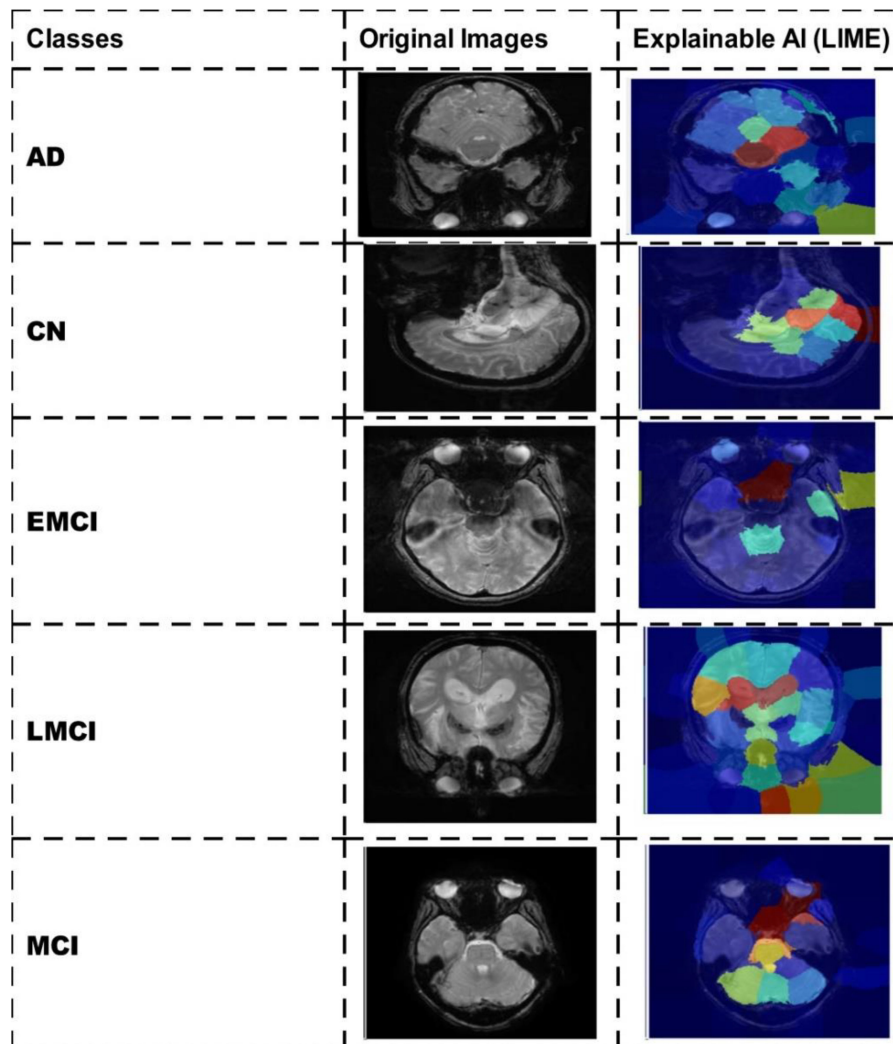 Classes Original Images Explainable AI (LIME)
AD
CN
EMCI
LMCI
MCI